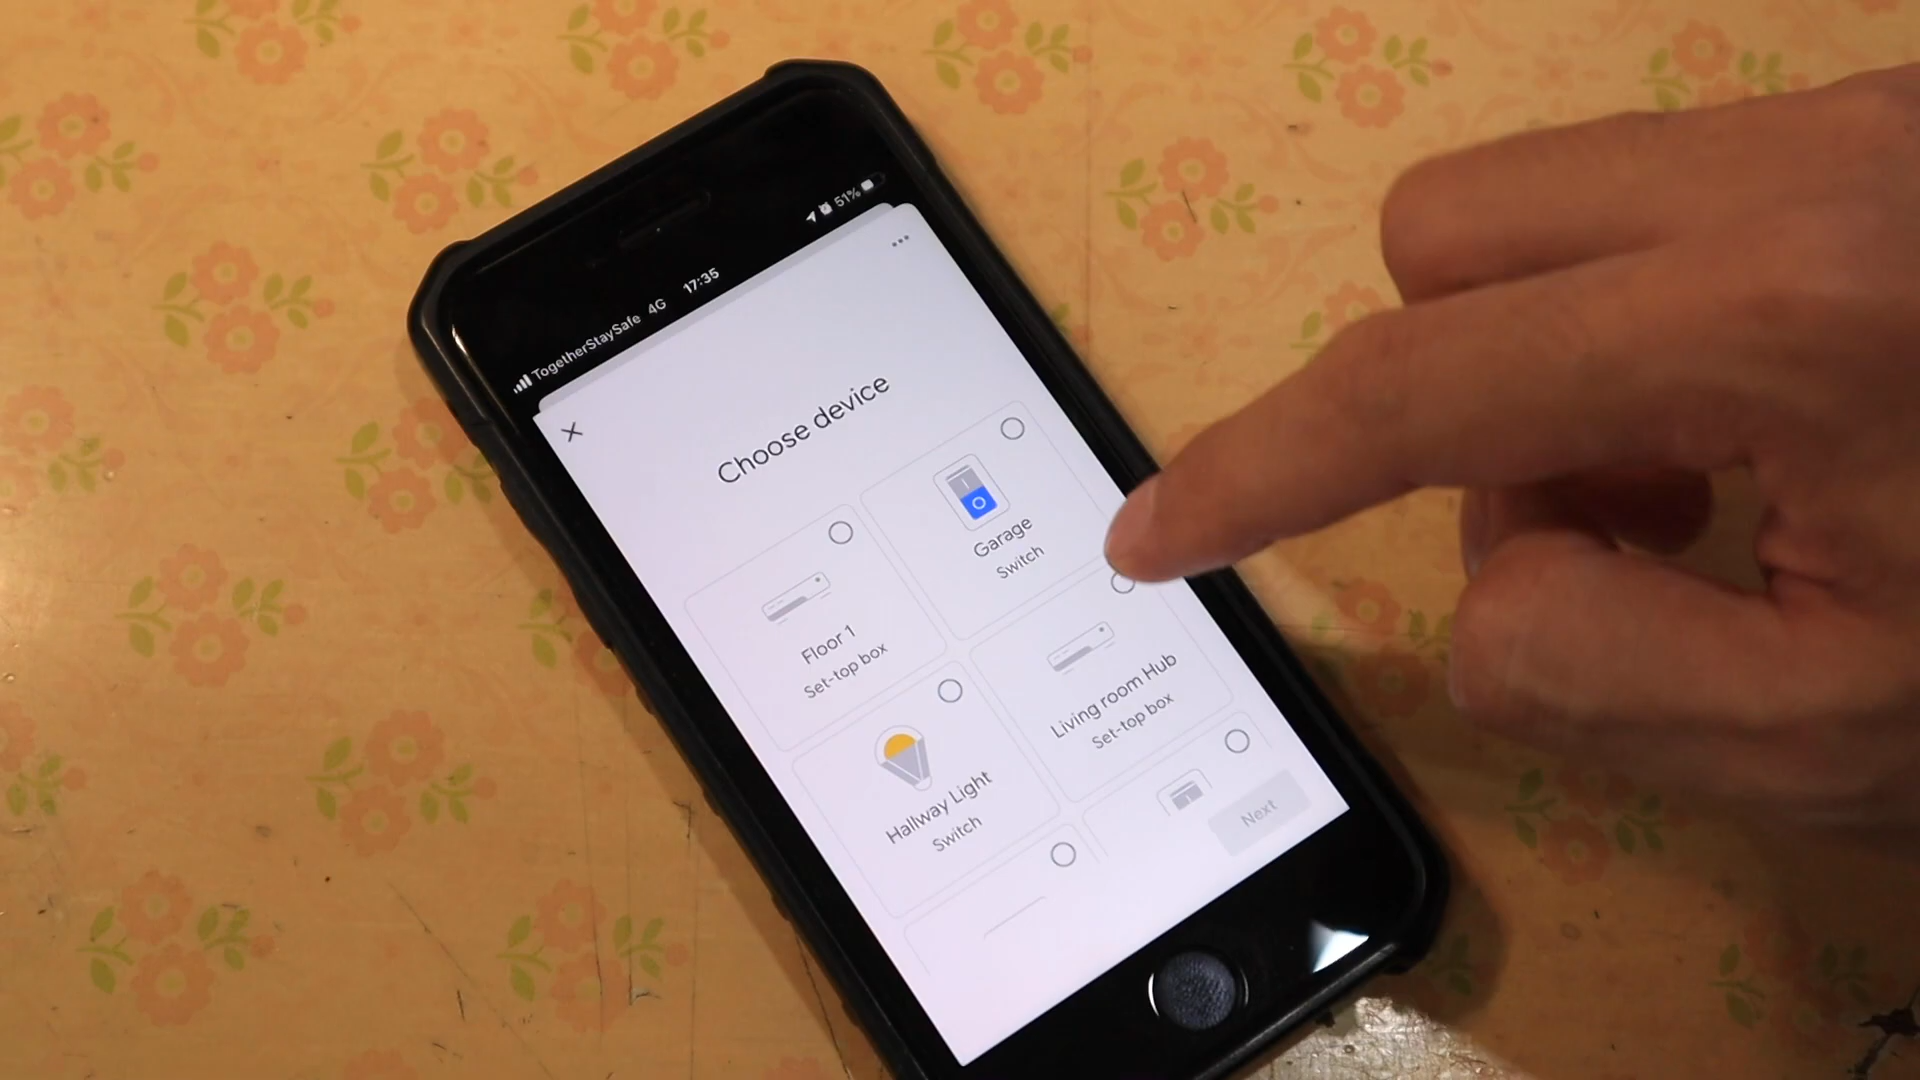 TogetherStaySafe 4G 17:35 51%
Choose device
Floor 1
Set-top box
Garage
Switch
Hallway Light
Switch
Living room Hub
Set-top box
Next